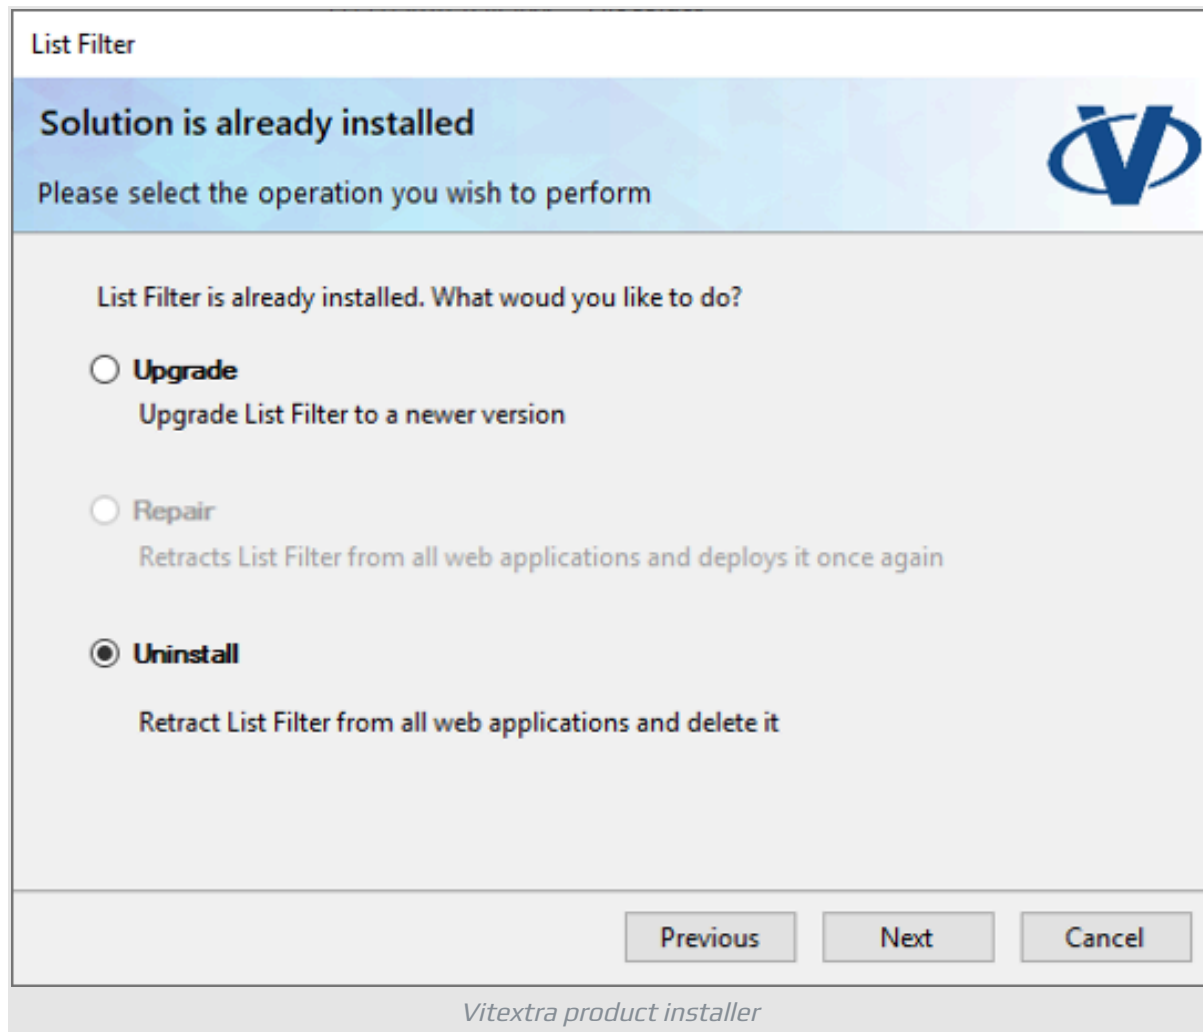 List Filter
Solution is already installed
Please select the operation you wish to perform
List Filter is already installed. What woud you like to do?
Upgrade
Upgrade List Filter to a newer version
Repair
Retracts List Filter from all web applications and deploys it once again
Uninstall
Retract List Filter from all web applications and delete it
Previous Next Cancel
Vitextra product installer